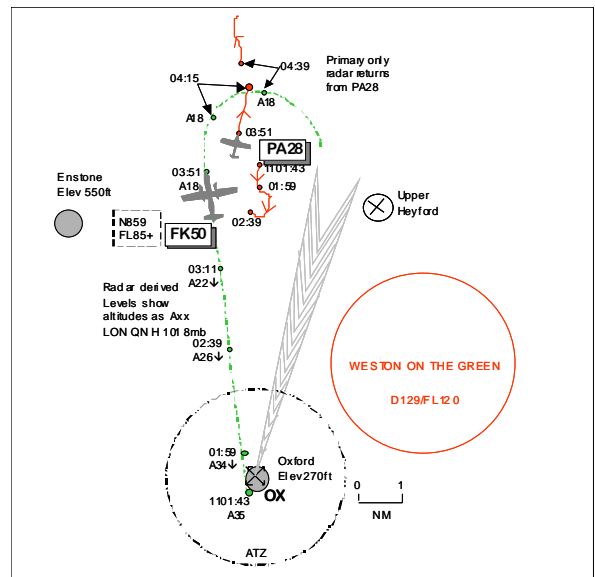 04:39
Primary only
radar returns
from PA28
04:15
A18
A18
03:51
PA28
1101:43
01:59
02:39
03:51
A18
Enstone
Elev 550ft
N859
FL85+
FK50
Upper
Heyford
03:11
A22↓
Radar derived
Levels show
altitudes as Axx
LON QNH 1018mb
02:39
A26↓
WESTON ON THE GREEN
D129/FL120
01:59
A34↓
Oxford
Elev 270ft
OX
1101:43
A35
0 1
NM
ATZ